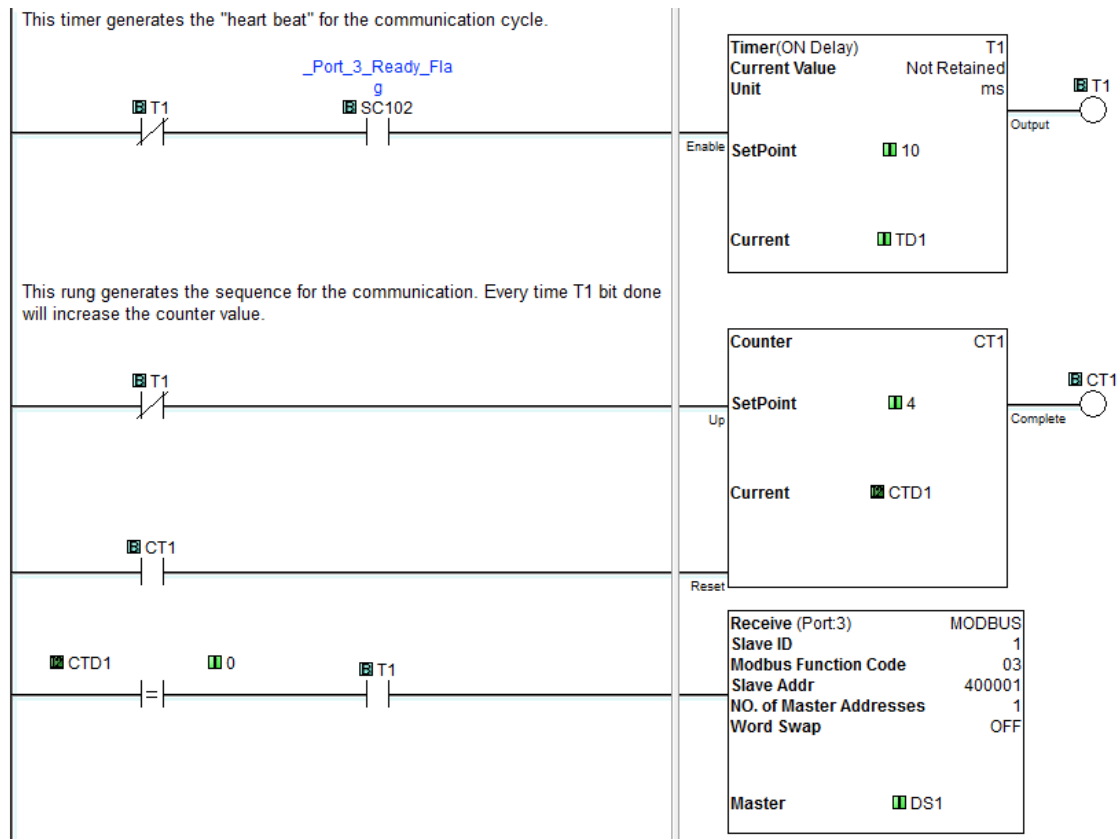 This timer generates the "heart beat" for the communication cycle.
_Port_3_Ready_Fla
g
T1
SC102
Timer(ON Delay) T1
Current Value Not Retained
Unit ms
Enable
SetPoint 10
Current TD1
Output
T1
This rung generates the sequence for the communication. Every time T1 bit done
will increase the counter value.
T1
Up
Counter CT1
SetPoint 4
Current CTD1
Complete
CT1
CT1
Reset
CTD1
0
T1
=
Receive (Port:3) MODBUS
Slave ID 1
Modbus Function Code 03
Slave Addr 400001
NO. of Master Addresses 1
Word Swap OFF
Master DS1